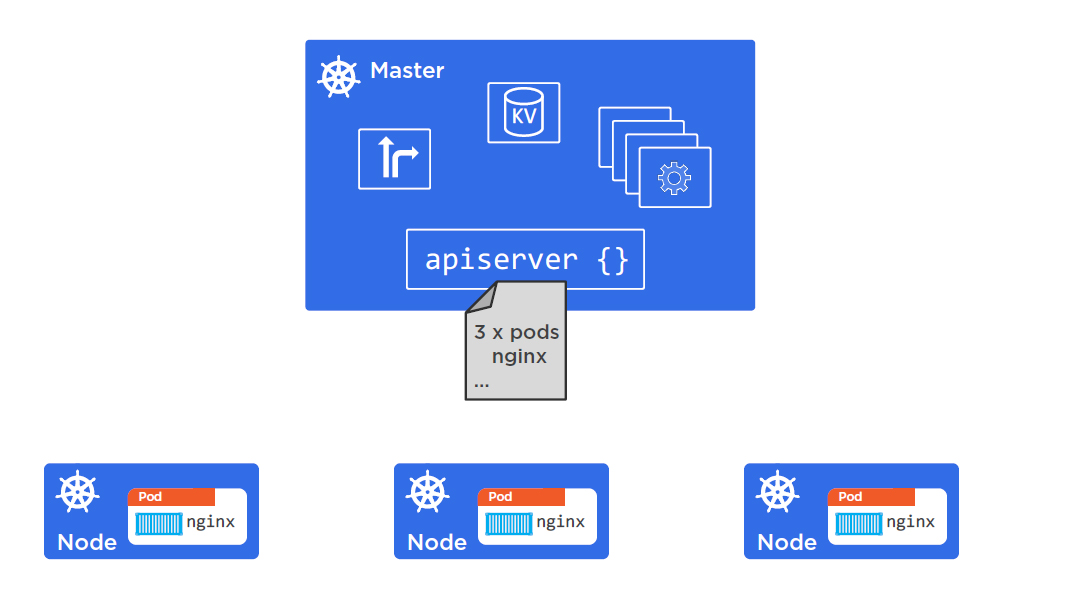 Master
KV
apiserver {}
3 x pods
nginx
...
Pod
nginx
Node
Pod
nginx
Node
Pod
nginx
Node